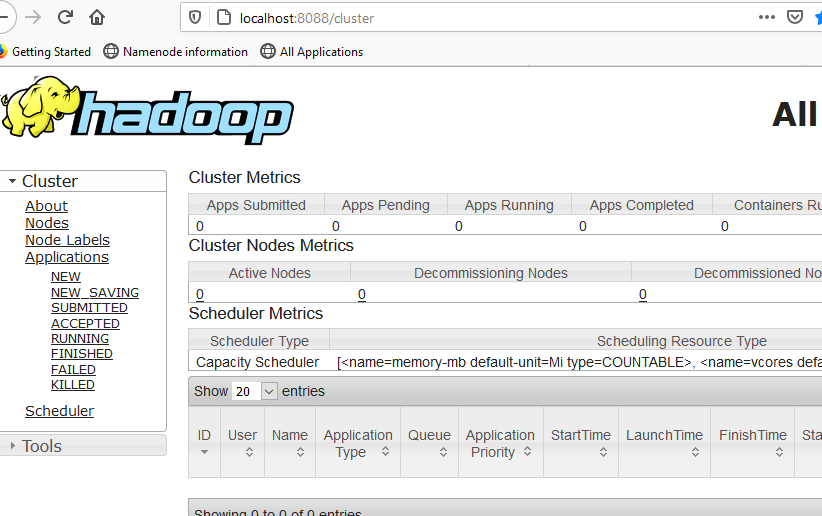 localhost:8088/cluster
Getting Started Namenode information All Applications
hadoop
All
Cluster
About
Nodes
Node Labels
Applications
NEW
NEW_SAVING
SUBMITTED
ACCEPTED
RUNNING
FINISHED
FAILED
KILLED
Scheduler
Tools
Cluster Metrics
Apps Submitted Apps Pending Apps Running Apps Completed Containers Ru
0 0 0 0 0
Cluster Nodes Metrics
Active Nodes Decommissioning Nodes Decommissioned No
0 0 0
Scheduler Metrics
Scheduler Type Scheduling Resource Type
Capacity Scheduler [<name=memory-mb default-unit=Mi type=COUNTABLE>, <name=vcores defa
Show 20 entries
ID User Name Application Type Queue Application Priority StartTime LaunchTime FinishTime Sta
Showing 0 to 0 of 0 entries